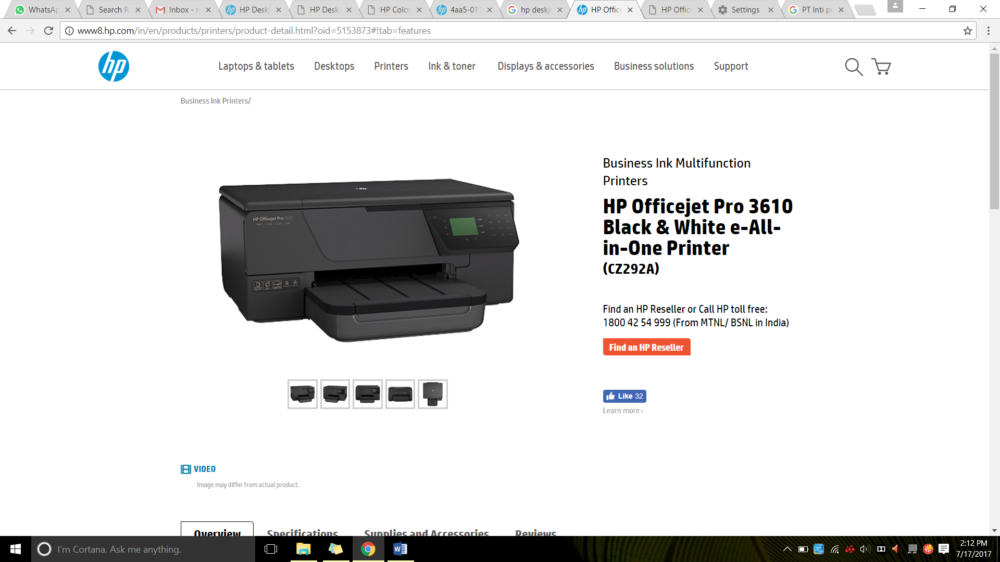 WhatsAp
Search R
Inbox - r
HP Desk
HP Desk
HP Color
4aa5-011
hp deskj
HP Office
HP Office
Settings
PT Inti pe
www8.hp.com/in/en/products/printers/product-detail.html?oid=5153873#!tab=features
hp
Laptops & tablets
Desktops
Printers
Ink & toner
Displays & accessories
Business solutions
Support
Business Ink Printers/
HP Officejet Pro 3610
Business Ink Multifunction
Printers
HP Officejet Pro 3610
Black & White e-All-
in-One Printer
(CZ292A)
Find an HP Reseller or Call HP toll free:
1800 42 54 999 (From MTNL/ BSNL in India)
Find an HP Reseller
Like 32
Learn more ›
VIDEO
Image may differ from actual product.
Overview
Specifications
Supplies and Accessories
Reviews
I'm Cortana. Ask me anything.
2:12 PM
7/17/2017